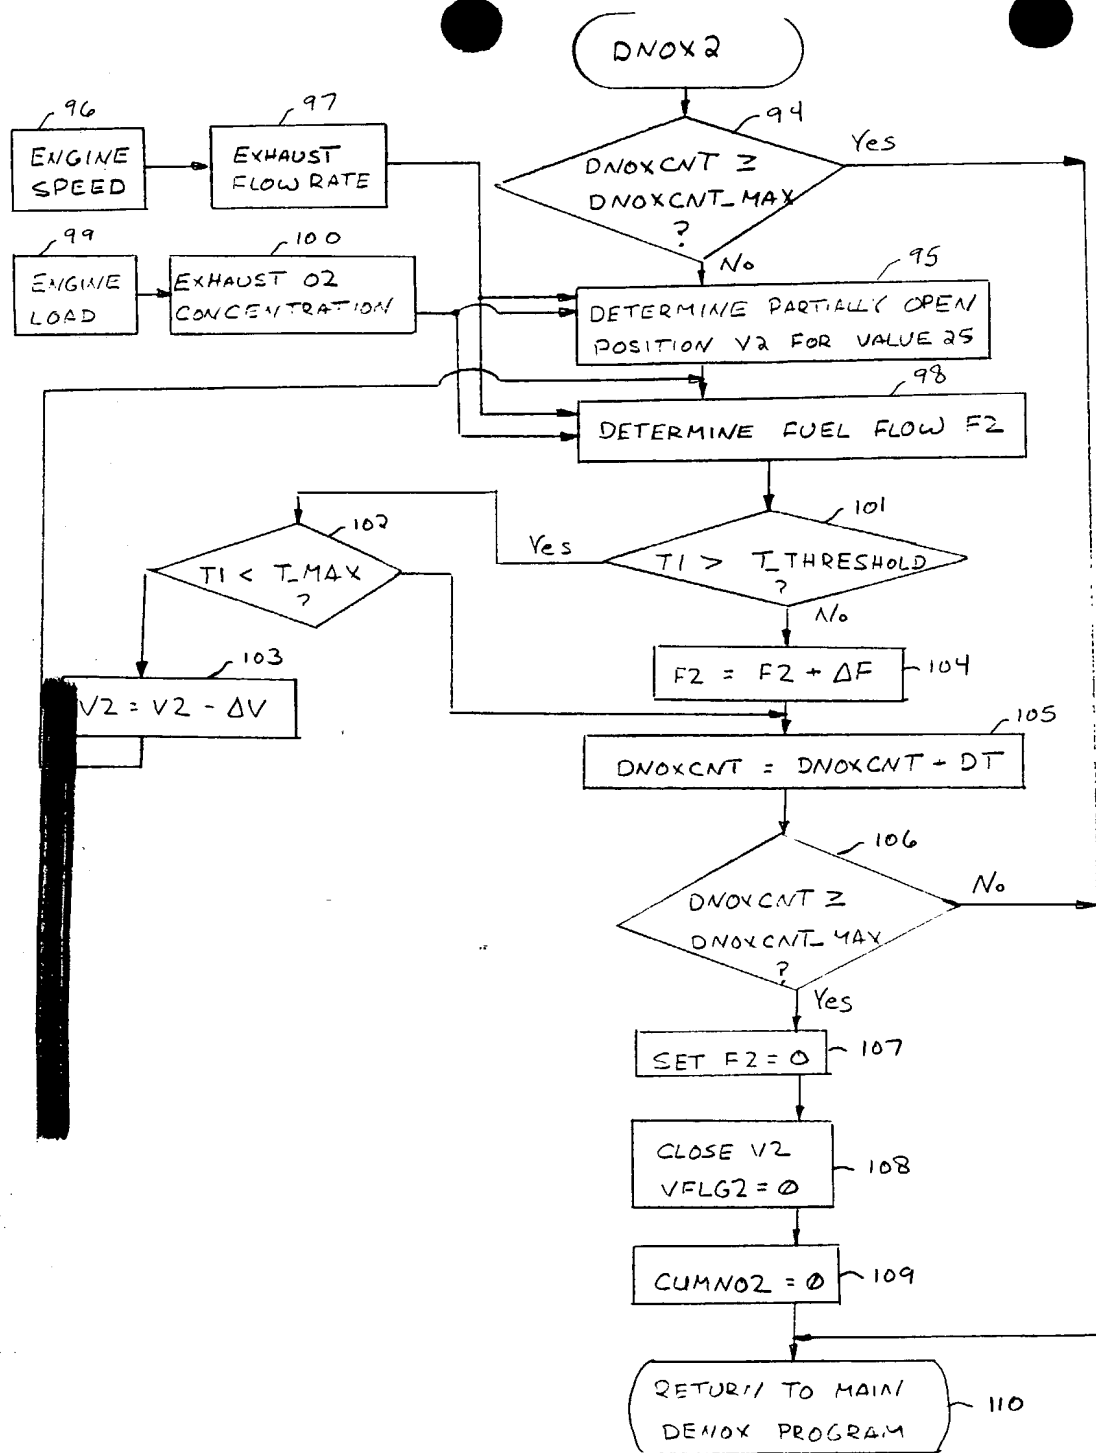 DNOX2
94
Yes
96
97
ENGINE
SPEED
EXHAUST
FLOW RATE
DNOXCNT ≥
DNOXCNT_MAX
?
No
99
100
ENGINE
LOAD
EXHAUST O2
CONCENTRATION
95
DETERMINE PARTIALLY OPEN
POSITION V2 FOR VALUE 25
98
DETERMINE FUEL FLOW F2
101
102
Yes
T1 > T_THRESHOLD
?
T1 < T_MAX
?
No
103
V2 = V2 - ΔV
F2 = F2 + ΔF
104
105
DNOXCNT = DNOXCNT + DT
106
DNOXCNT ≥
DNOXCNT_MAX
?
No
Yes
SET F2 = 0
107
CLOSE V2
VFLG2 = 0
108
CUMNO2 = 0
109
RETURN TO MAIN
DENOX PROGRAM
110